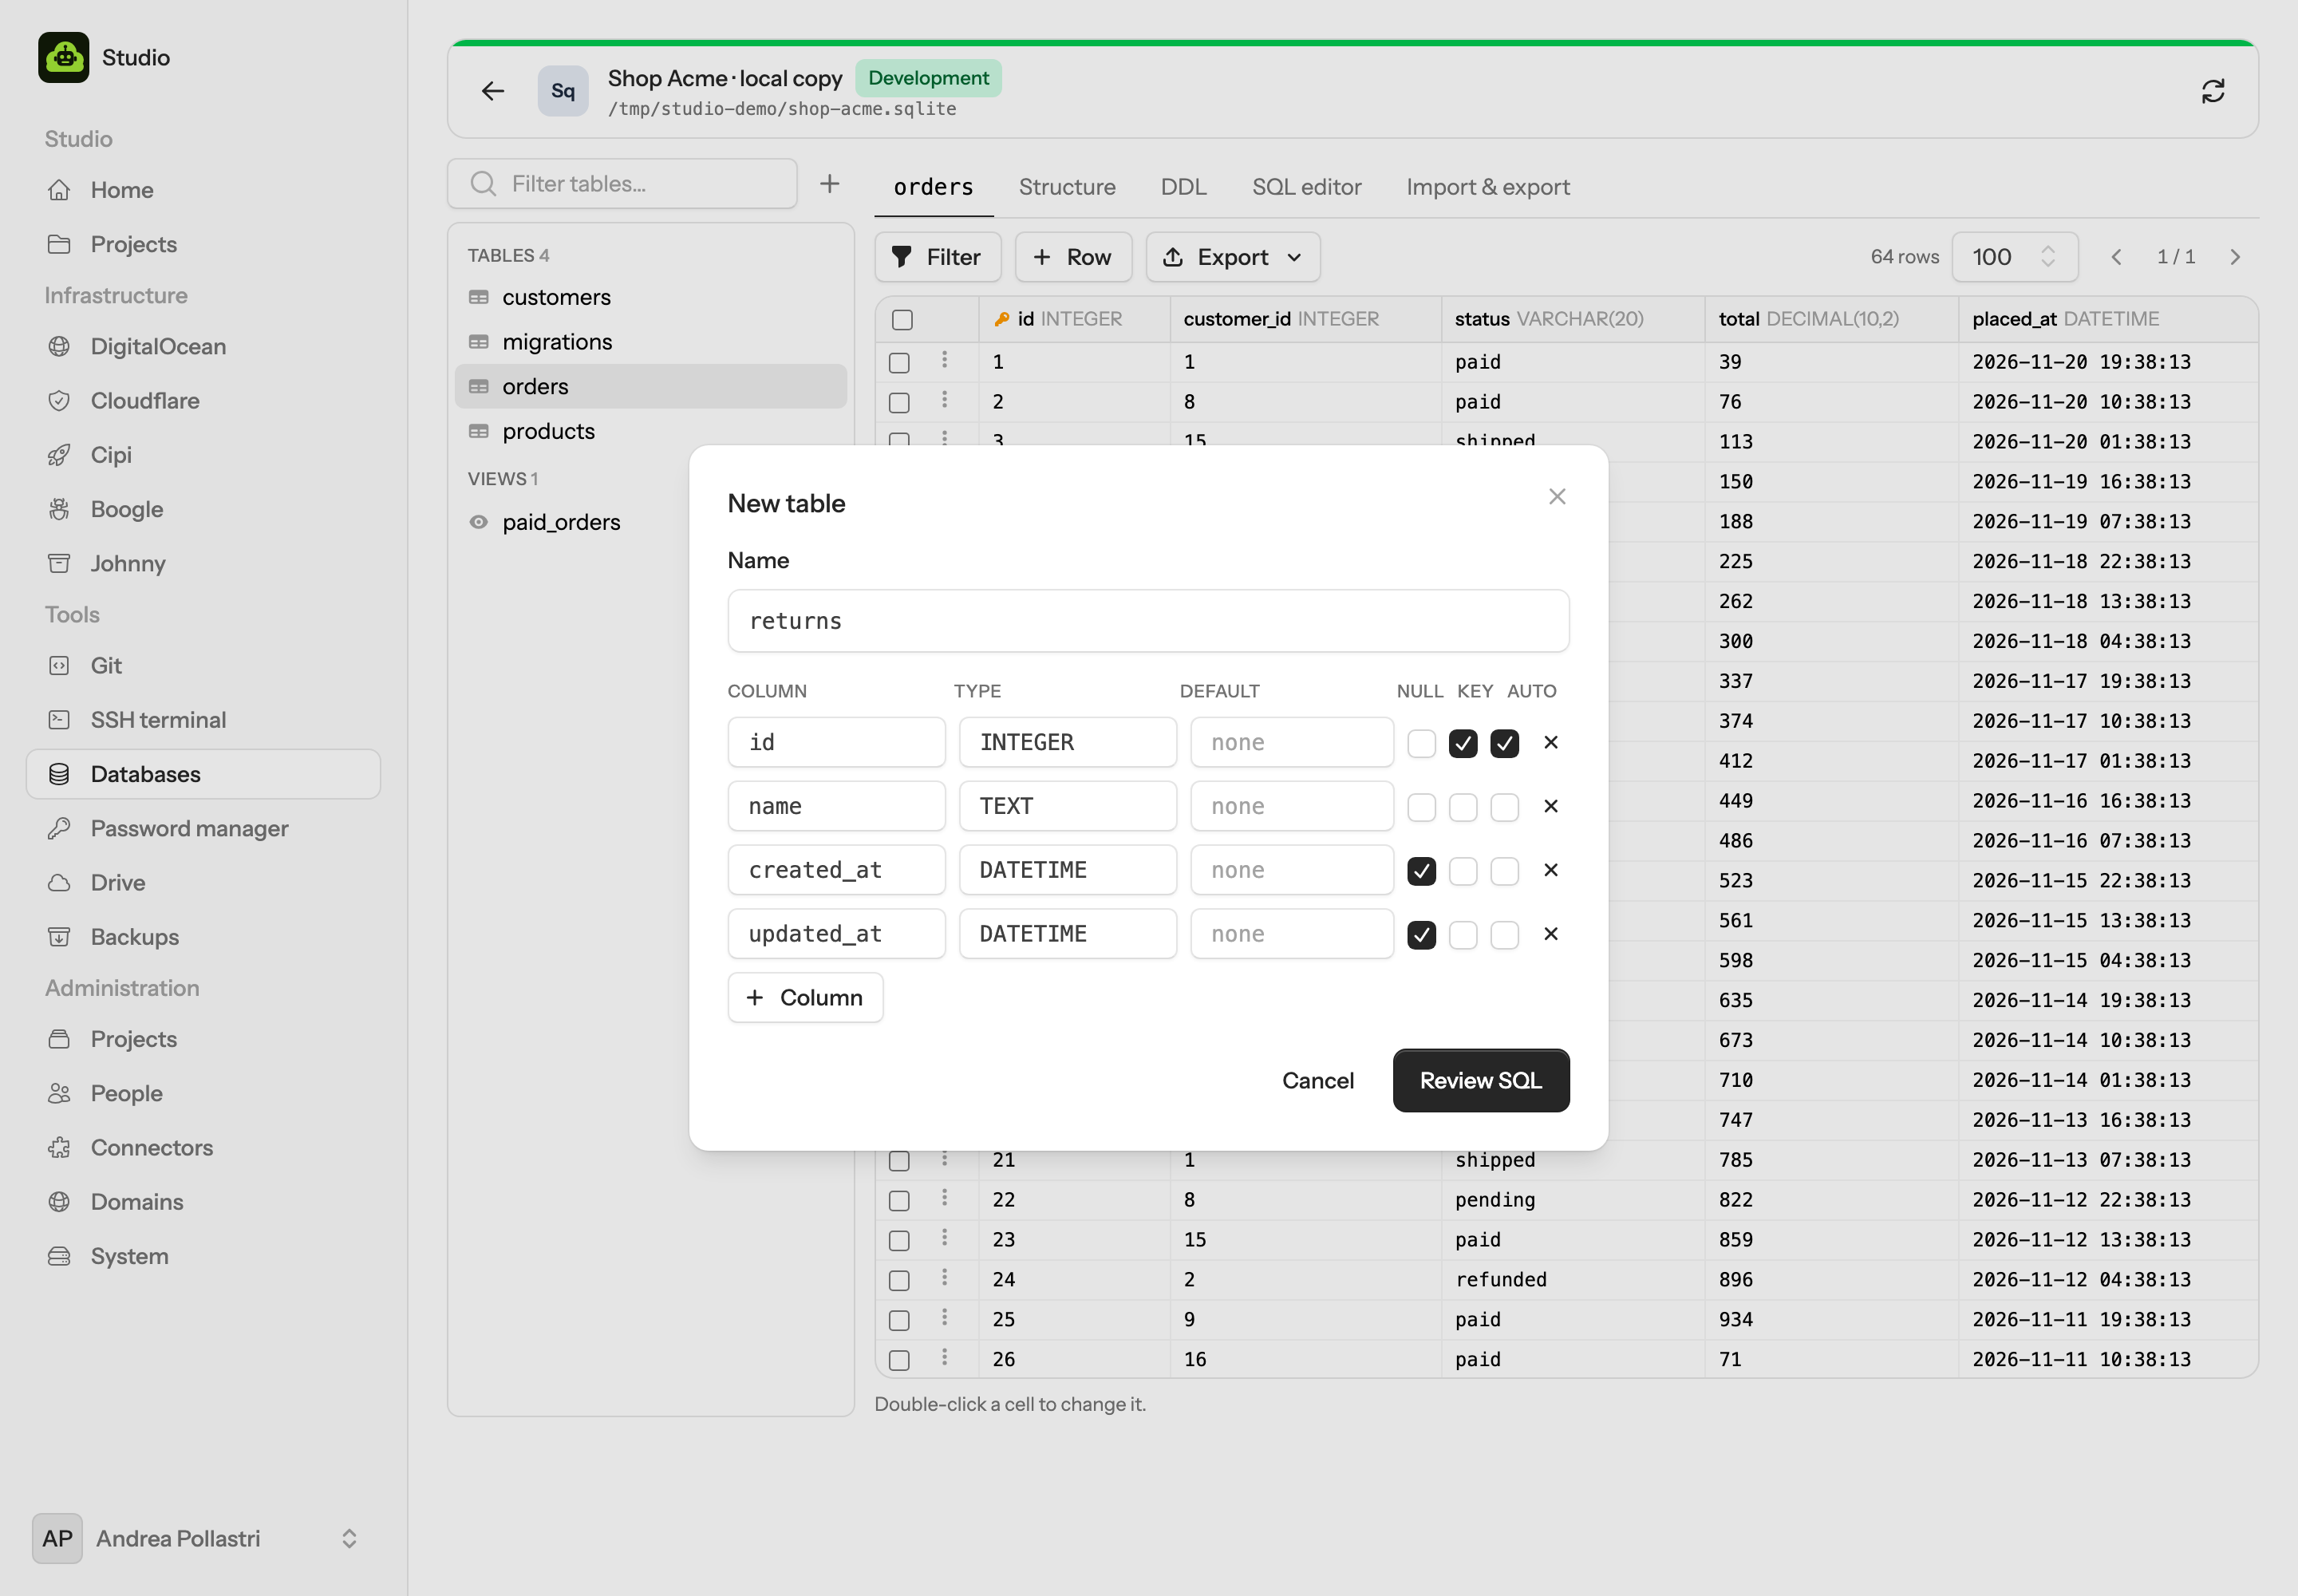 Studio
Studio
Home
Projects
Infrastructure
DigitalOcean
Cloudflare
Cipi
Boogle
Johnny
Tools
Git
SSH terminal
Databases
Password manager
Drive
Backups
Administration
Projects
People
Connectors
Domains
System
AP Andrea Pollastri
Sq
Shop Acme · local copy Development
/tmp/studio-demo/shop-acme.sqlite
Filter tables...
TABLES 4
customers
migrations
orders
products
VIEWS 1
paid_orders
orders Structure DDL SQL editor Import & export
Filter Row Export 64 rows 100 1 / 1
id INTEGER customer_id INTEGER status VARCHAR(20) total DECIMAL(10,2) placed_at DATETIME
1 1 paid 39 2026-11-20 19:38:13
2 8 paid 76 2026-11-20 10:38:13
3 15 shipped 113 2026-11-20 01:38:13
150 2026-11-19 16:38:13
188 2026-11-19 07:38:13
225 2026-11-18 22:38:13
262 2026-11-18 13:38:13
300 2026-11-18 04:38:13
337 2026-11-17 19:38:13
374 2026-11-17 10:38:13
412 2026-11-17 01:38:13
449 2026-11-16 16:38:13
486 2026-11-16 07:38:13
523 2026-11-15 22:38:13
561 2026-11-15 13:38:13
598 2026-11-15 04:38:13
635 2026-11-14 19:38:13
673 2026-11-14 10:38:13
710 2026-11-14 01:38:13
747 2026-11-13 16:38:13
21 1 shipped 785 2026-11-13 07:38:13
22 8 pending 822 2026-11-12 22:38:13
23 15 paid 859 2026-11-12 13:38:13
24 2 refunded 896 2026-11-12 04:38:13
25 9 paid 934 2026-11-11 19:38:13
26 16 paid 71 2026-11-11 10:38:13
Double-click a cell to change it.
New table
Name
returns
COLUMN TYPE DEFAULT NULL KEY AUTO
id INTEGER none
name TEXT none
created_at DATETIME none
updated_at DATETIME none
+ Column
Cancel Review SQL